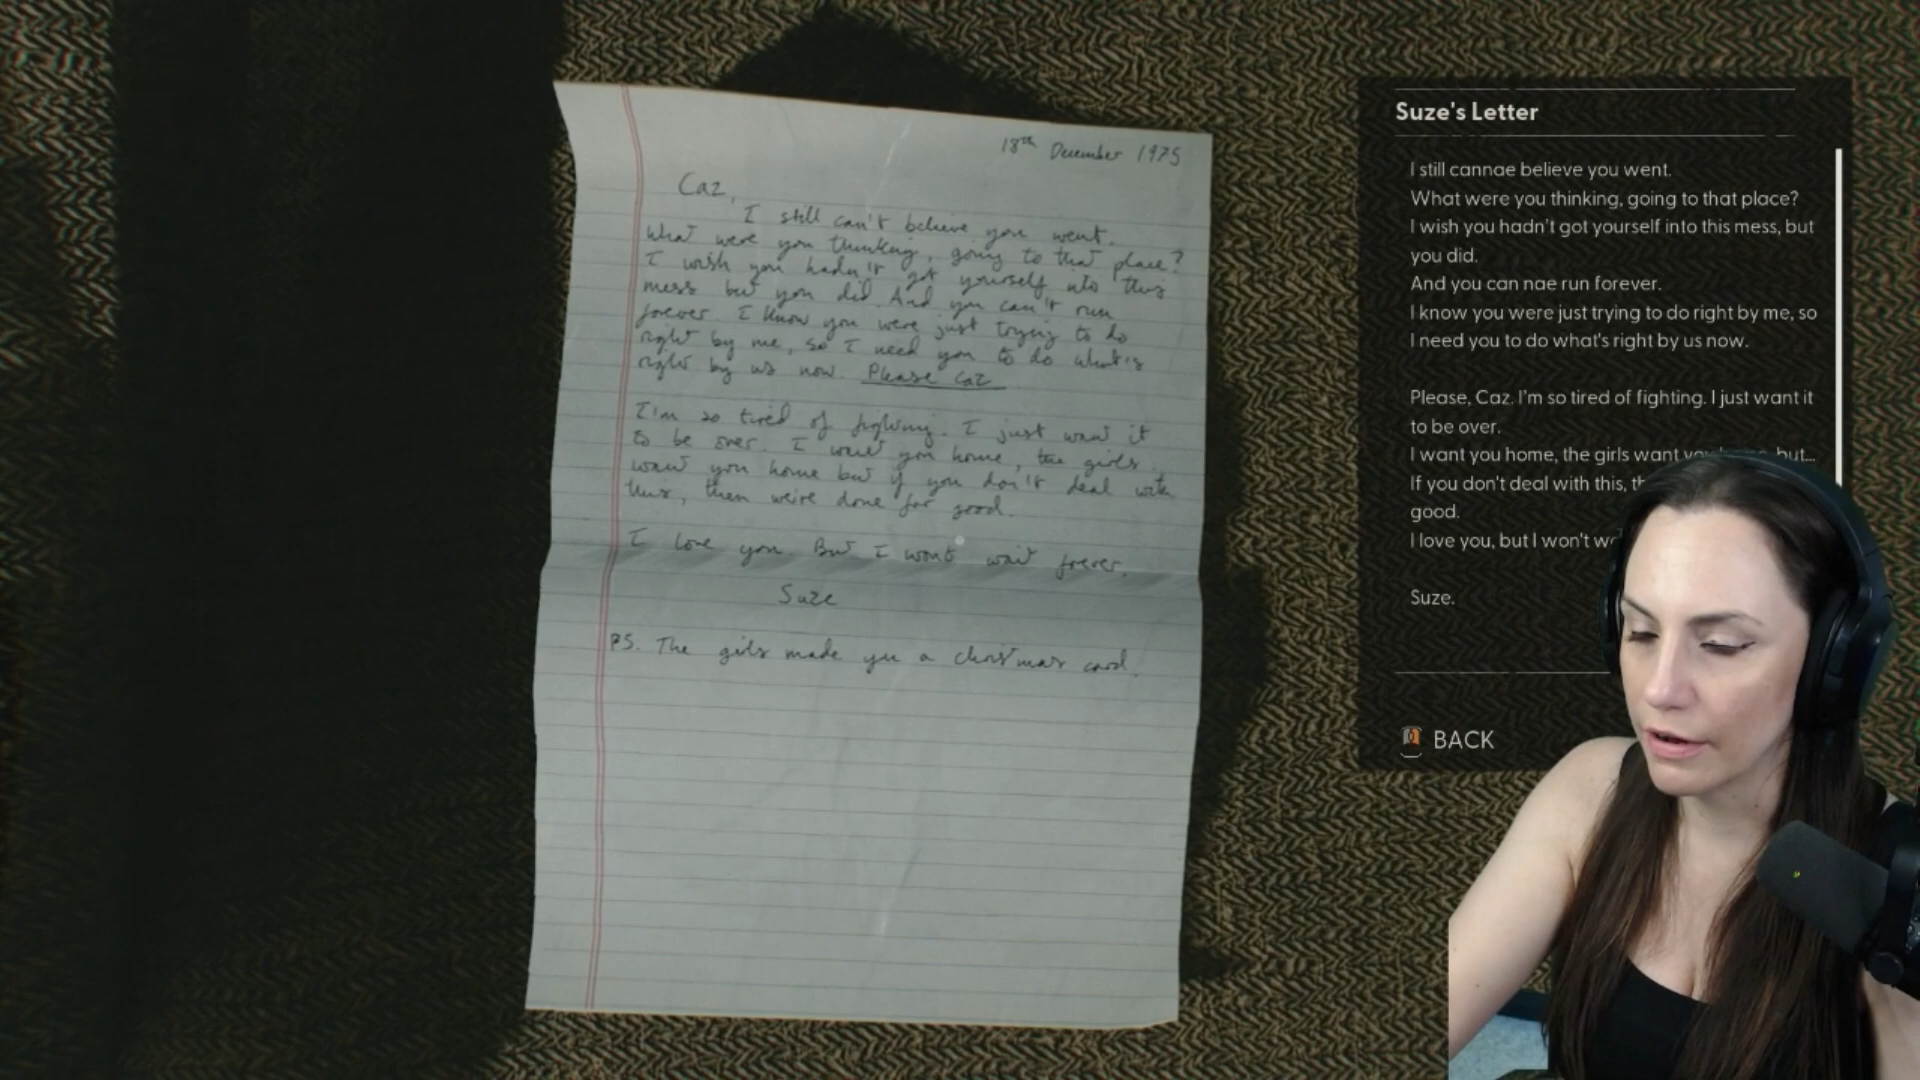 18th December 1975
Caz,
I still can't believe you went.
What were you thinking, going to that place?
I wish you hadn't got yourself into this
mess but you did. And you can't run
forever. I know you were just trying to do
right by me, so I need you to do what's
right by us now. Please Caz
I'm so tired of fighting. I just want it
to be over. I want you home, the girls
want you home but if you don't deal with
this, then we're done for good.
I love you. But I won't wait forever.
Suze
PS. The girls made you a christmas card.
Suze's Letter
I still cannae believe you went.
What were you thinking, going to that place?
I wish you hadn't got yourself into this mess, but
you did.
And you can nae run forever.
I know you were just trying to do right by me, so
I need you to do what's right by us now.
Please, Caz. I'm so tired of fighting. I just want it
to be over.
I want you home, the girls want but...
If you don't deal with this,
good.
I love you, but I won't
Suze.
BACK